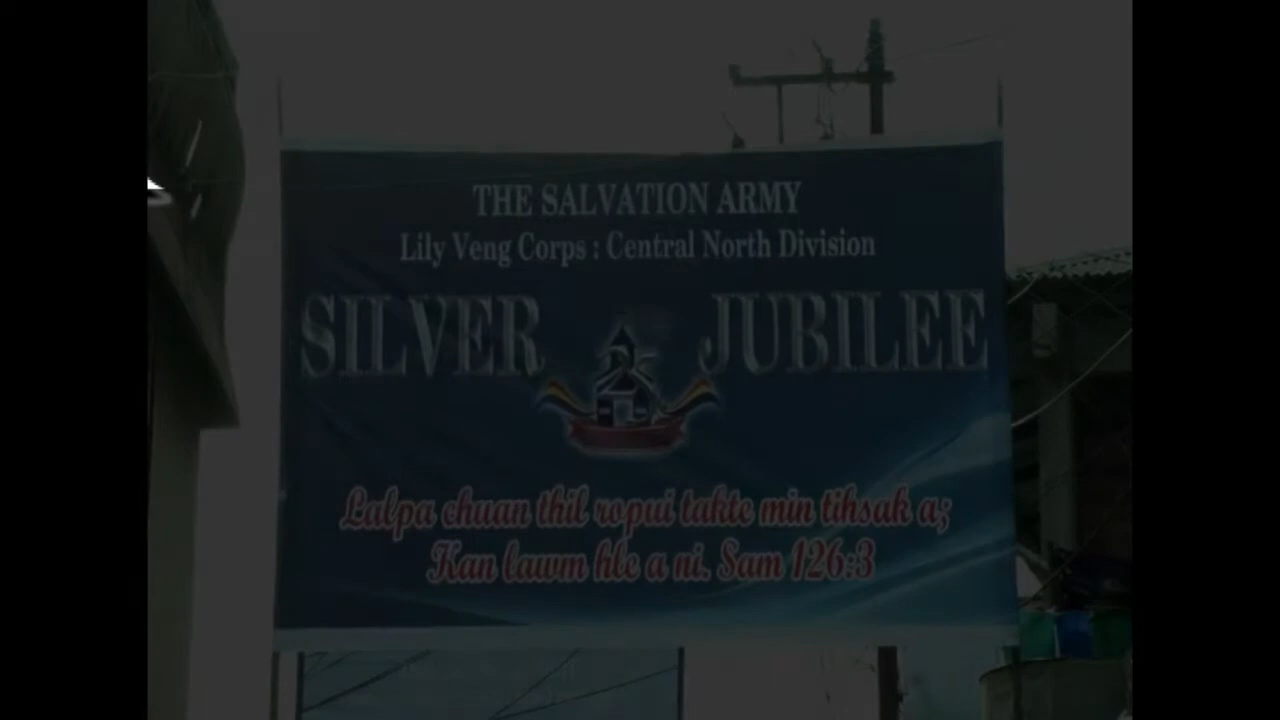 THE SALVATION ARMY
Lily Veng Corps : Central North Division
SILVER JUBILEE
Lalpa chuan thil ropui takte min tihsak a;
Kan lawm hle a ni. Sam 126:3